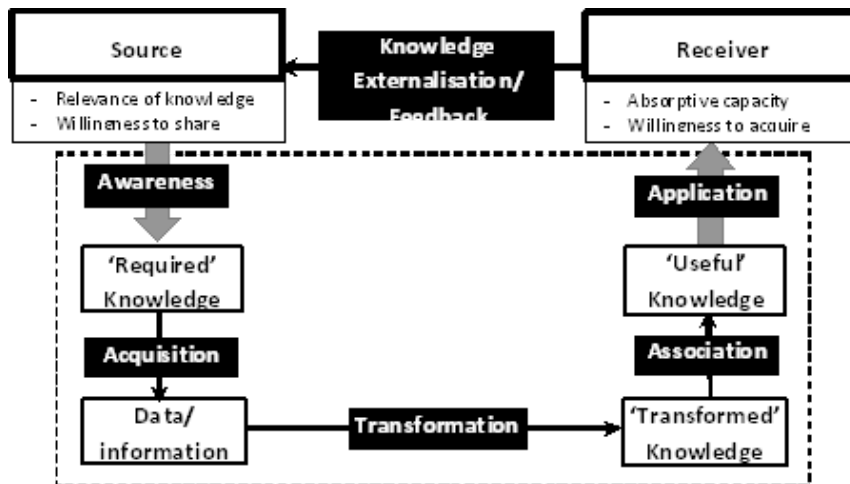 Source
- Relevance of knowledge
- Willingness to share
Knowledge
Externalisation/
Feedback
Receiver
- Absorptive capacity
- Willingness to acquire
Awareness
Application
‘Required’
Knowledge
‘Useful’
Knowledge
Acquisition
Association
Data/
information
Transformation
‘Transformed’
Knowledge